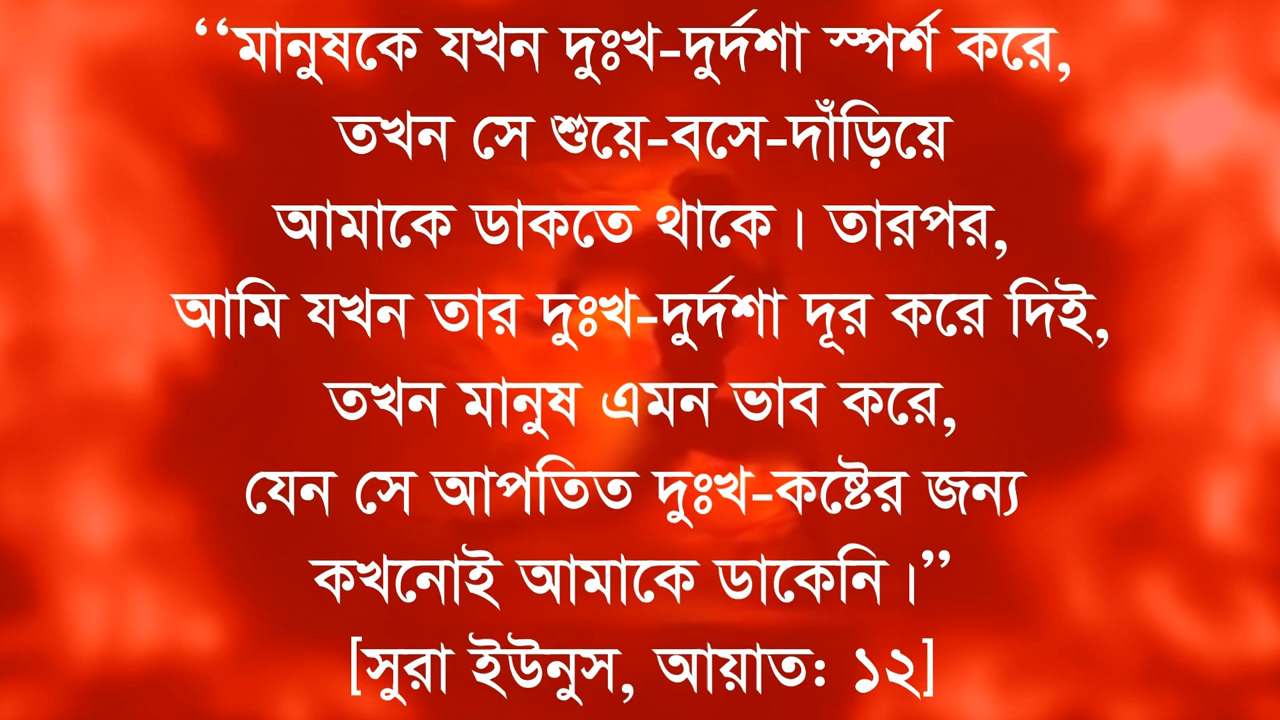 ‘‘মানুষকে যখন দুঃখ-দুর্দশা স্পর্শ করে,
তখন সে শুয়ে-বসে-দাঁড়িয়ে
আমাকে ডাকতে থাকে। তারপর,
আমি যখন তার দুঃখ-দুর্দশা দূর করে দিই,
তখন মানুষ এমন ভাব করে,
যেন সে আপতিত দুঃখ-কষ্টের জন্য
কখনোই আমাকে ডাকেনি।’’
[সুরা ইউনুস, আয়াত: ১২]